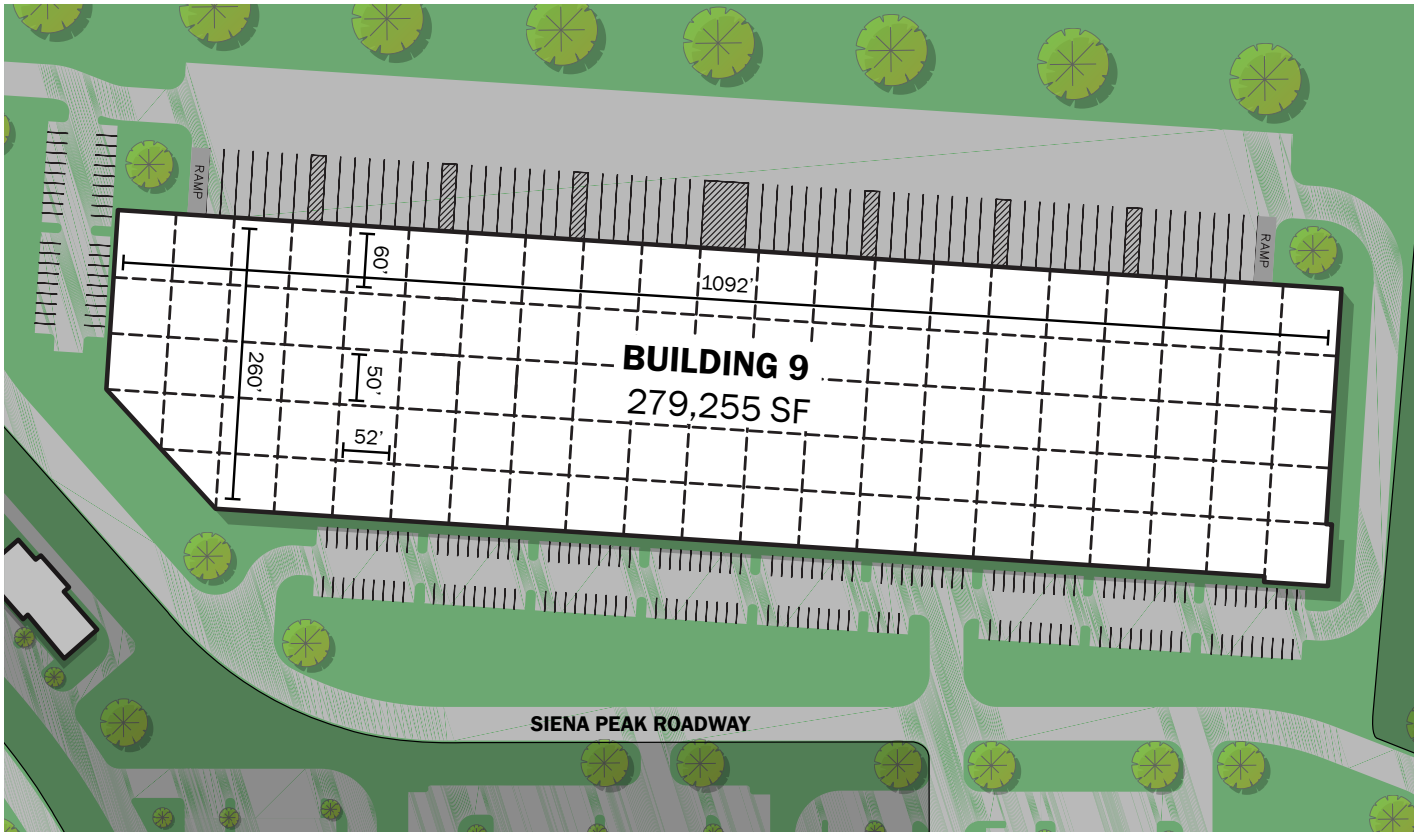 RAMP
RAMP
60’
1092’
BUILDING 9
279,255 SF
260’
50’
52’
SIENA PEAK ROADWAY